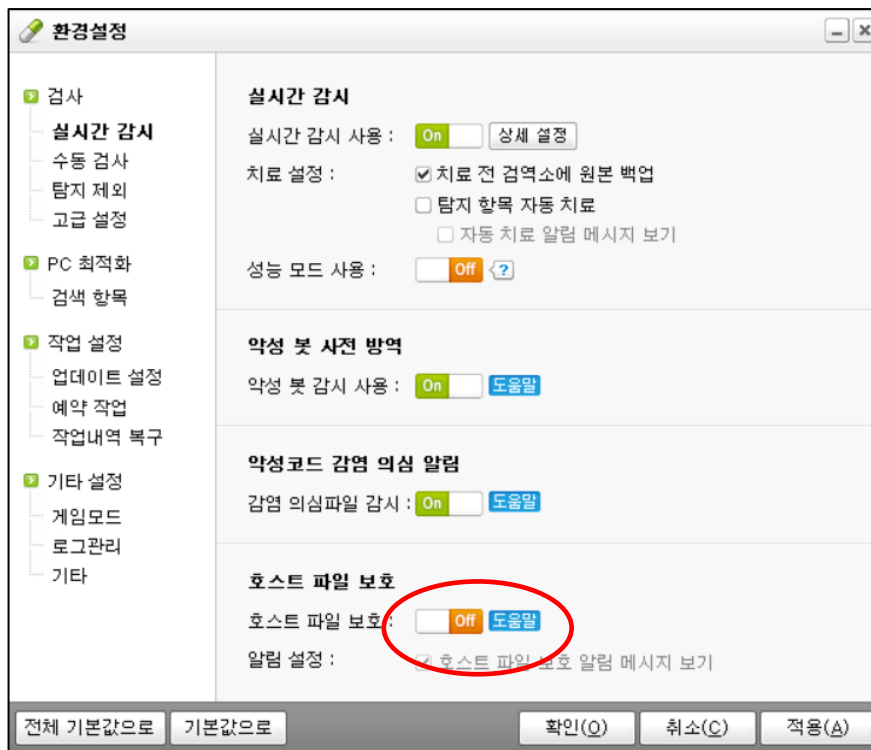 환경설정
검사
실시간 감시
수동 검사
탐지 제외
고급 설정
PC 최적화
검색 항목
작업 설정
업데이트 설정
예약 작업
작업내역 복구
기타 설정
게임모드
로그관리
기타
실시간 감시
실시간 감시 사용 : On 상세 설정
치료 설정 : 치료 전 검역소에 원본 백업
탐지 항목 자동 치료
자동 치료 알림 메시지 보기
성능 모드 사용 : Off ?
악성 봇 사전 방역
악성 봇 감시 사용 : On 도움말
악성코드 감염 의심 알림
감염 의심파일 감시 : On 도움말
호스트 파일 보호
호스트 파일 보호 : Off 도움말
알림 설정 : 호스트 파일 보호 알림 메시지 보기
전체 기본값으로 기본값으로 확인(O) 취소(C) 적용(A)